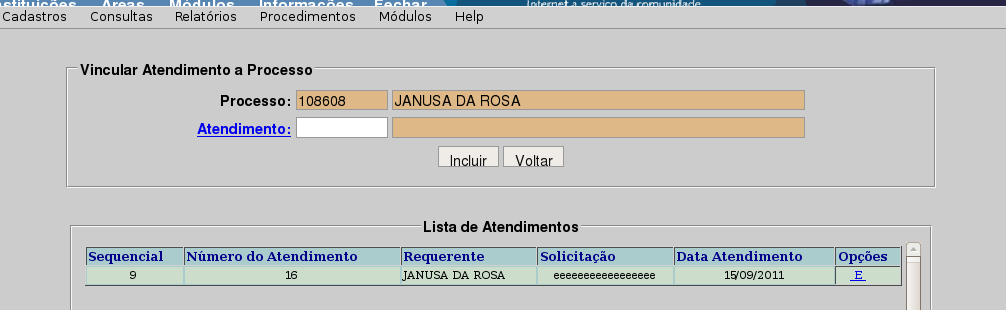 Instituições Áreas Módulos Informações Fechar Internet a serviço da comunidade
Cadastros Consultas Relatórios Procedimentos Módulos Help
Vincular Atendimento a Processo
Processo: 108608 JANUSA DA ROSA
Atendimento:
Incluir Voltar
Lista de Atendimentos
Sequencial Número do Atendimento Requerente Solicitação Data Atendimento Opções
9 16 JANUSA DA ROSA eeeeeeeeeeeeeeeee 15/09/2011 E